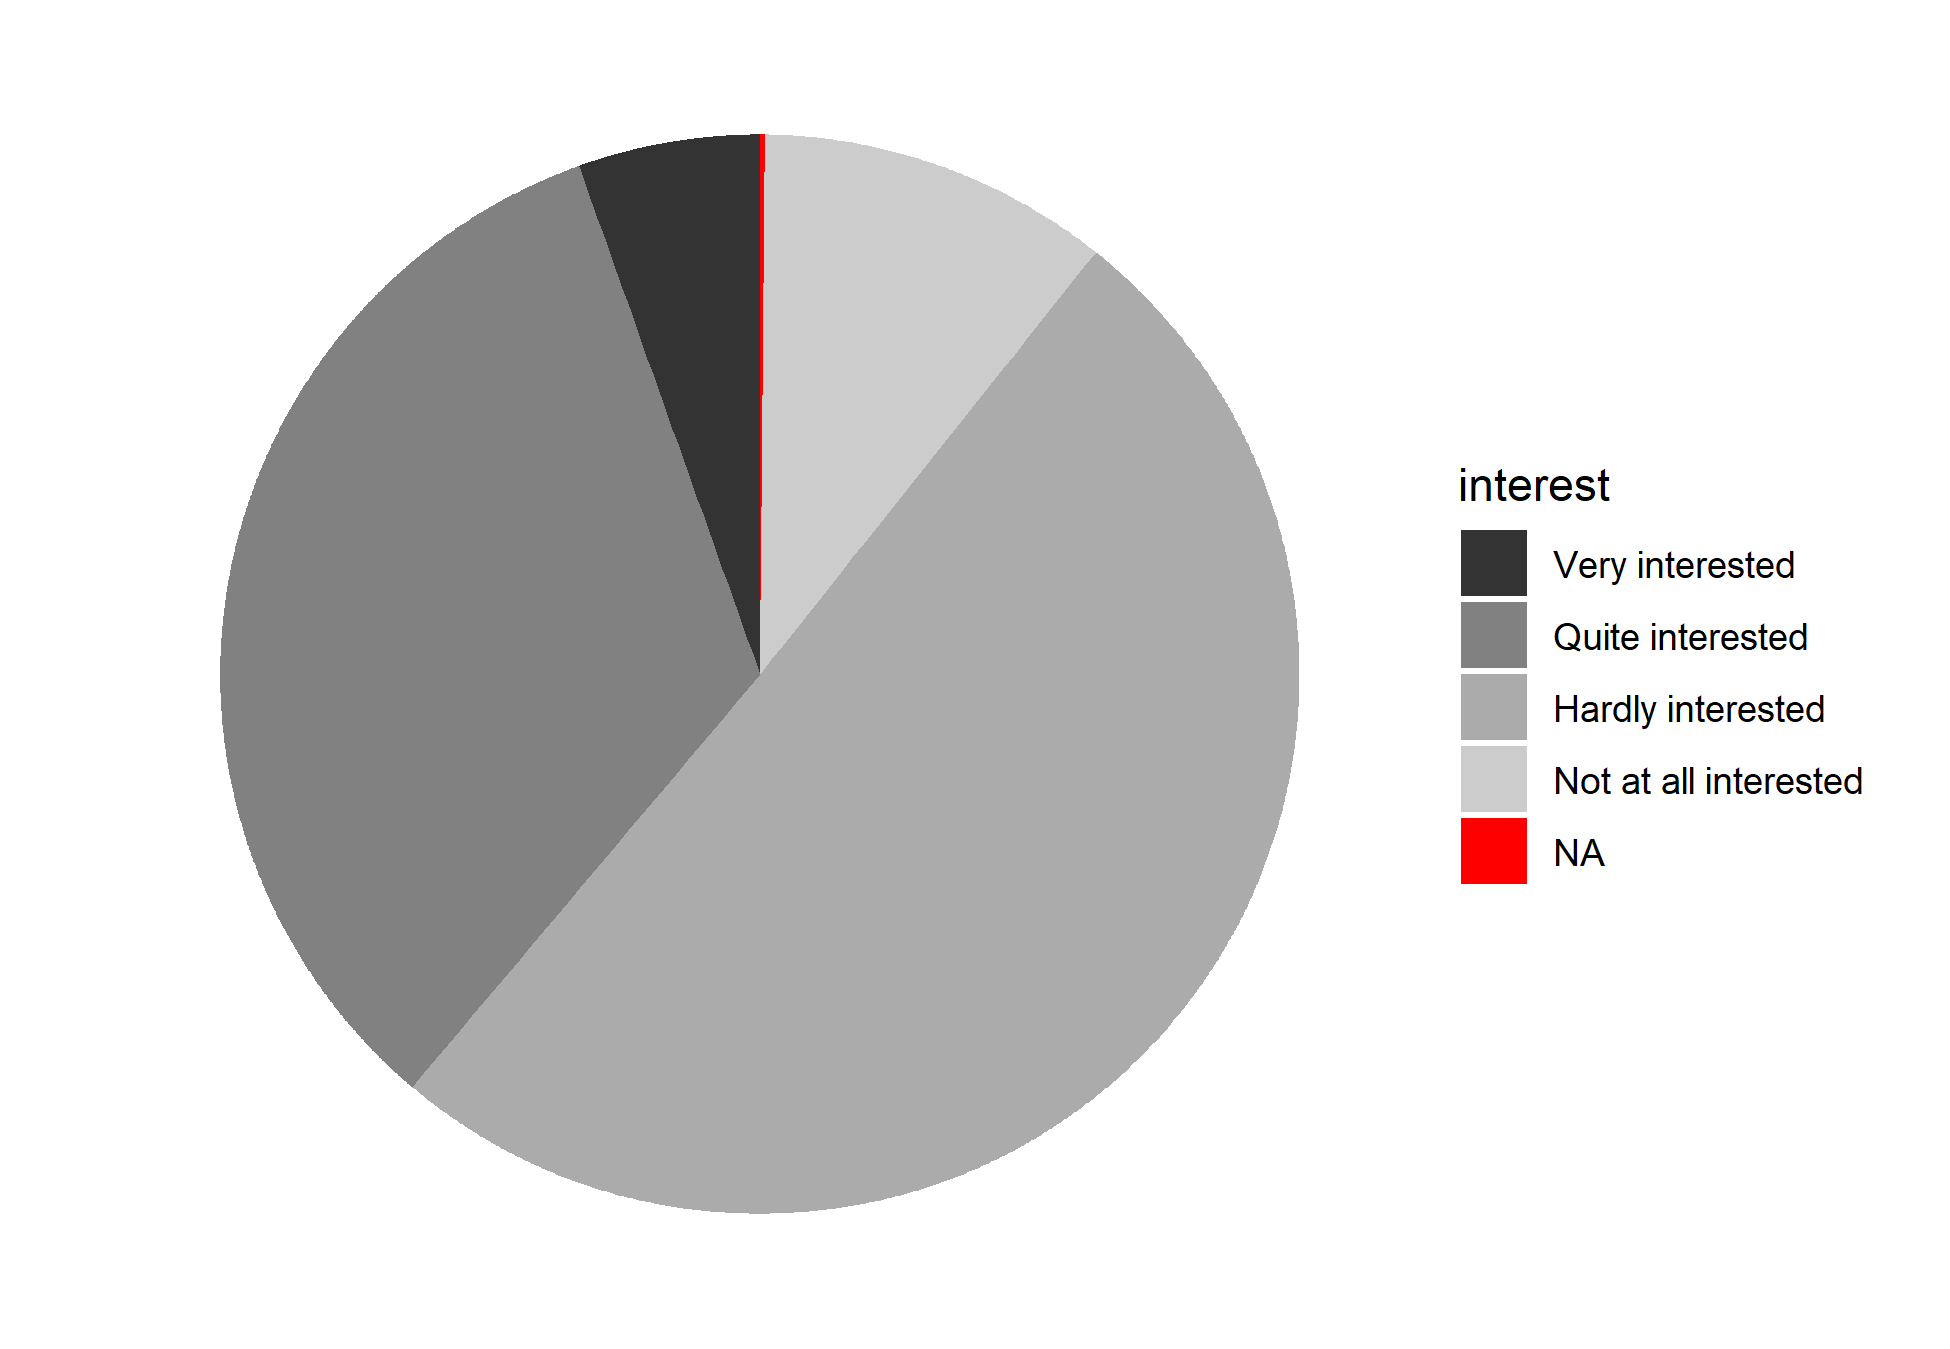 interest
Very interested
Quite interested
Hardly interested
Not at all interested
NA